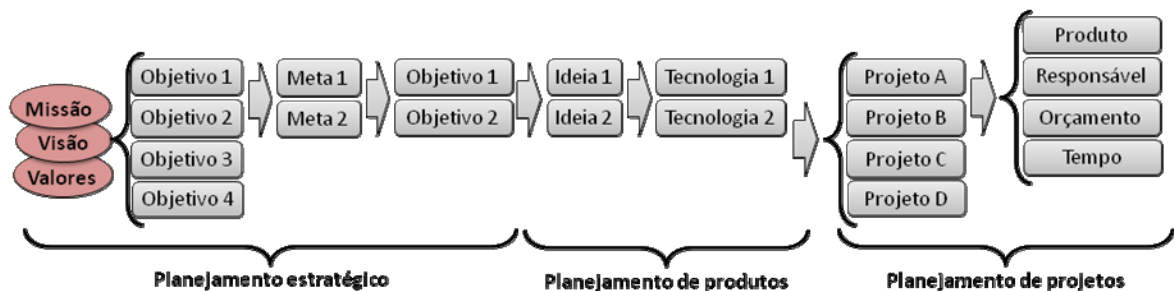 Missão
Visão
Valores
Objetivo 1
Objetivo 2
Objetivo 3
Objetivo 4
Meta 1
Meta 2
Objetivo 1
Objetivo 2
Ideia 1
Ideia 2
Tecnologia 1
Tecnologia 2
Projeto A
Projeto B
Projeto C
Projeto D
Produto
Responsável
Orçamento
Tempo
Planejamento estratégico
Planejamento de produtos
Planejamento de projetos